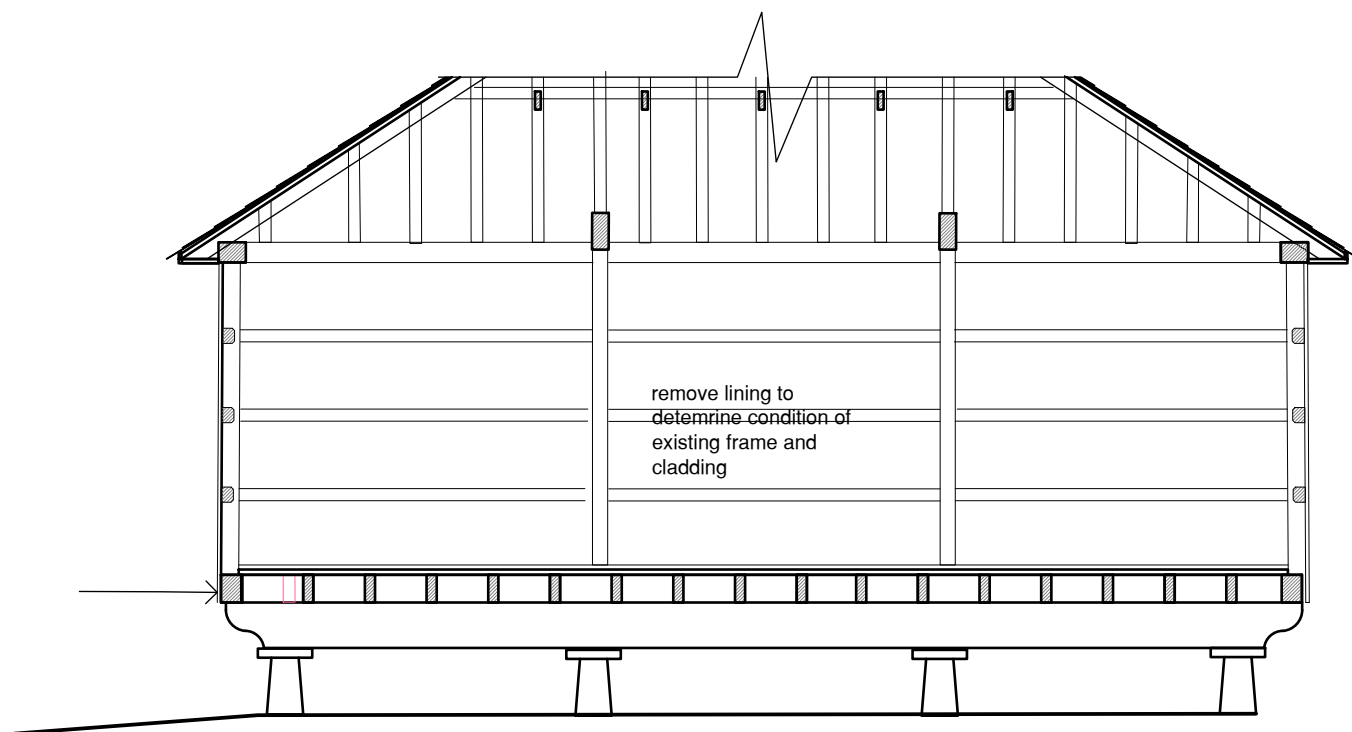 remove lining to
detemrine condition of
existing frame and
cladding